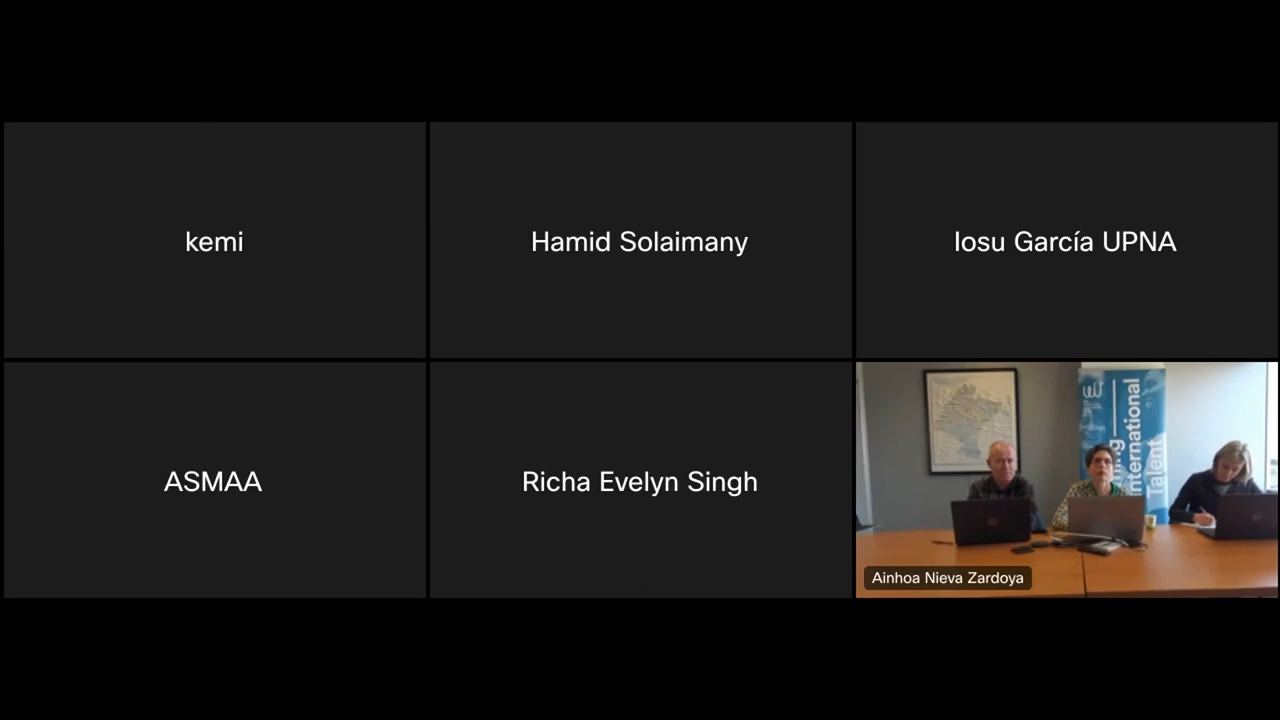 kemi
Hamid Solaimany
Iosu García UPNA
ASMAA
Richa Evelyn Singh
International
Talent
Ainhoa Nieva Zardoya